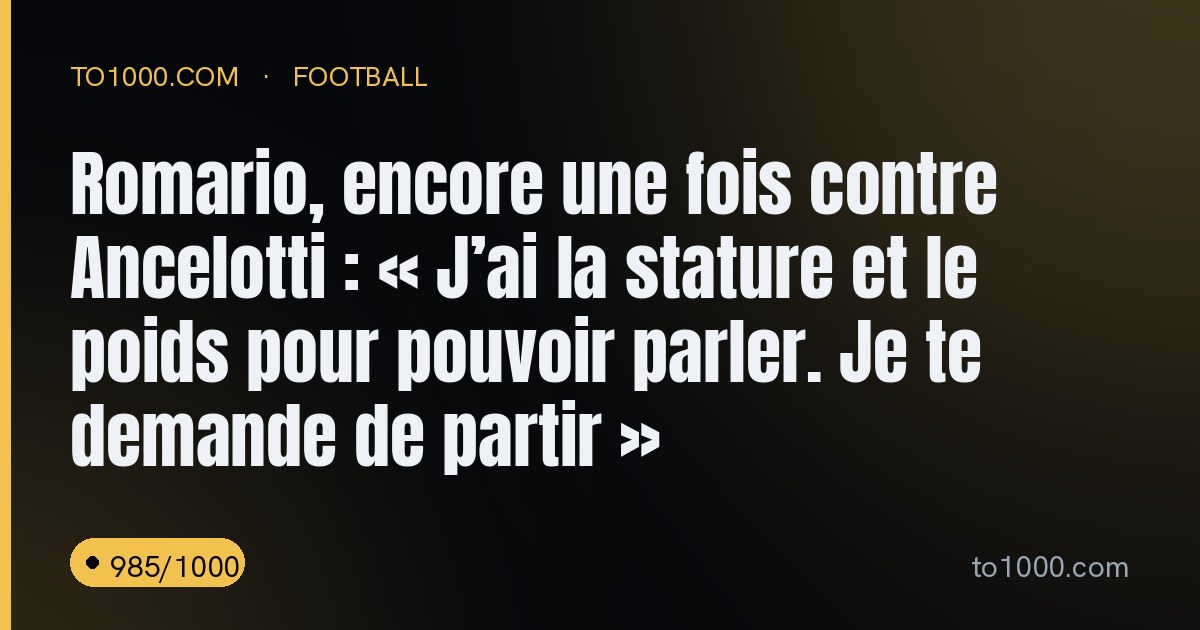 TO1000.COM · FOOTBALL
Romario, encore une fois contre
Ancelotti : « J’ai la stature et le
poids pour pouvoir parler. Je te
demande de partir »
985/1000
to1000.com